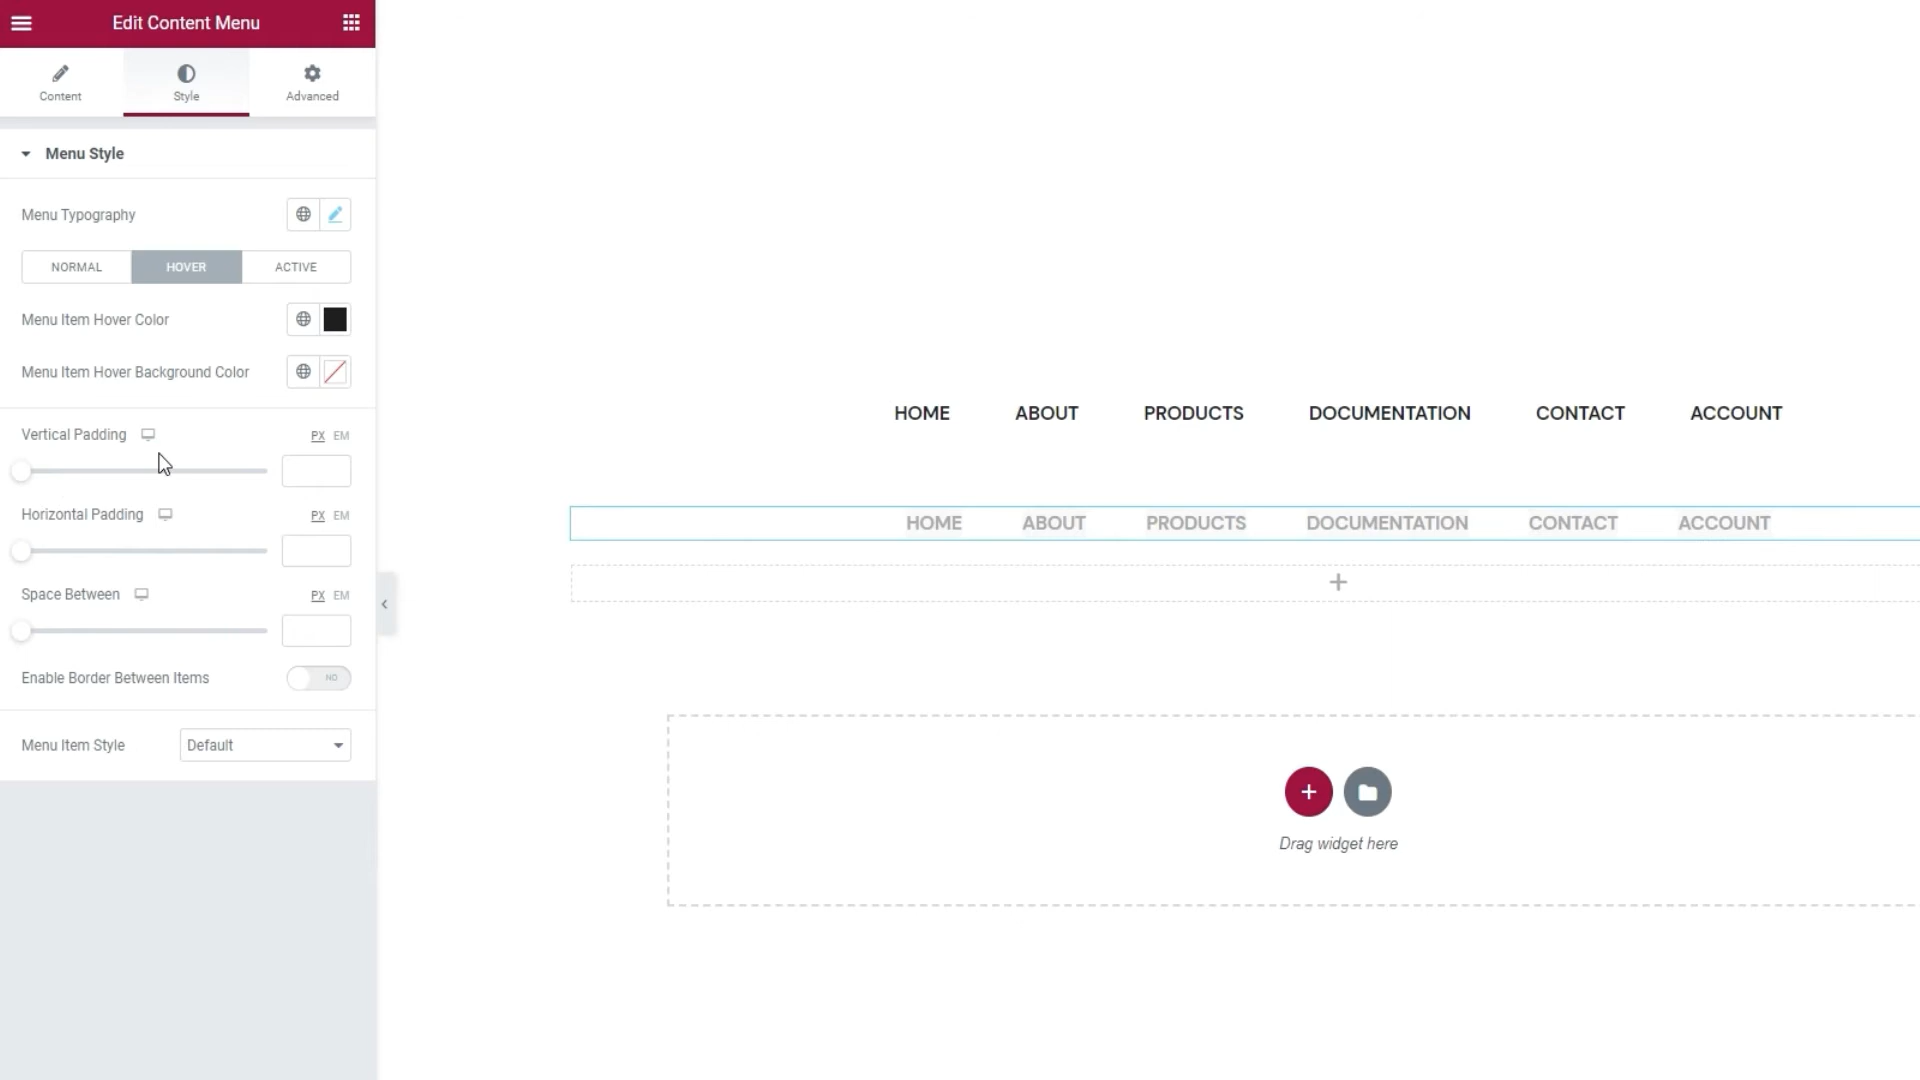 Edit Content Menu
Content Style Advanced
Menu Style
Menu Typography
NORMAL HOVER ACTIVE
Menu Item Hover Color
Menu Item Hover Background Color
Vertical Padding PX EM
Horizontal Padding PX EM
Space Between PX EM
Enable Border Between Items NO
Menu Item Style Default
HOME ABOUT PRODUCTS DOCUMENTATION CONTACT ACCOUNT
HOME ABOUT PRODUCTS DOCUMENTATION CONTACT ACCOUNT
Drag widget here